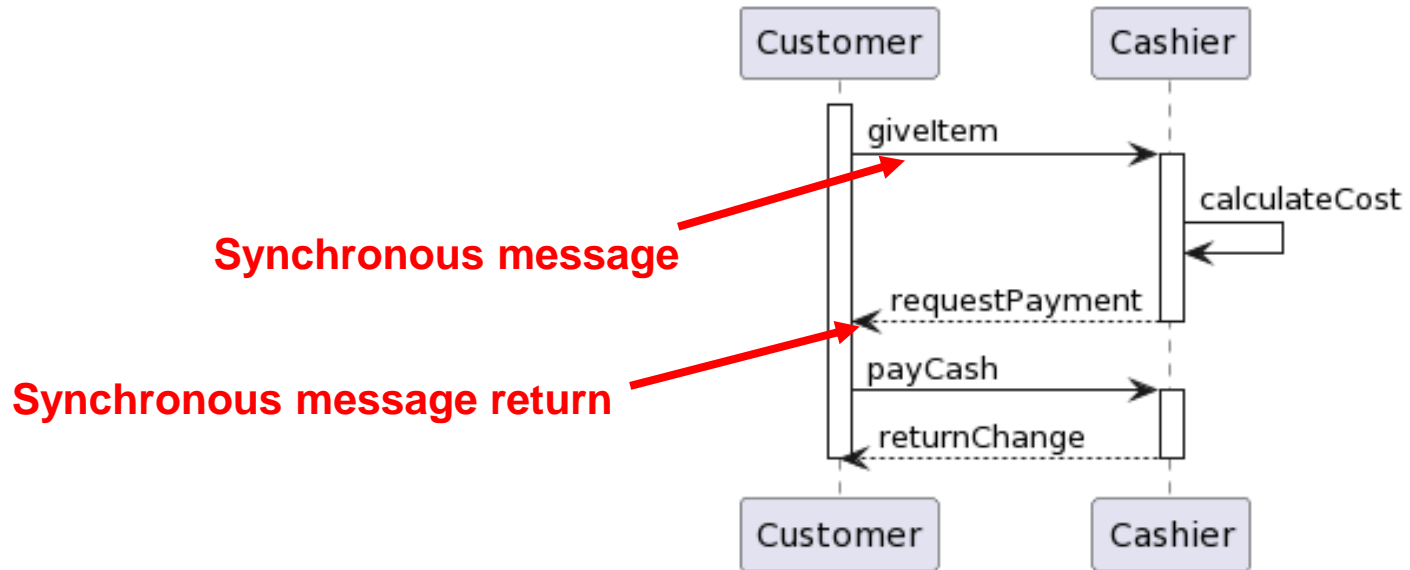 Customer
Cashier
giveItem
calculateCost
Synchronous message
requestPayment
payCash
Synchronous message return
returnChange
Customer
Cashier